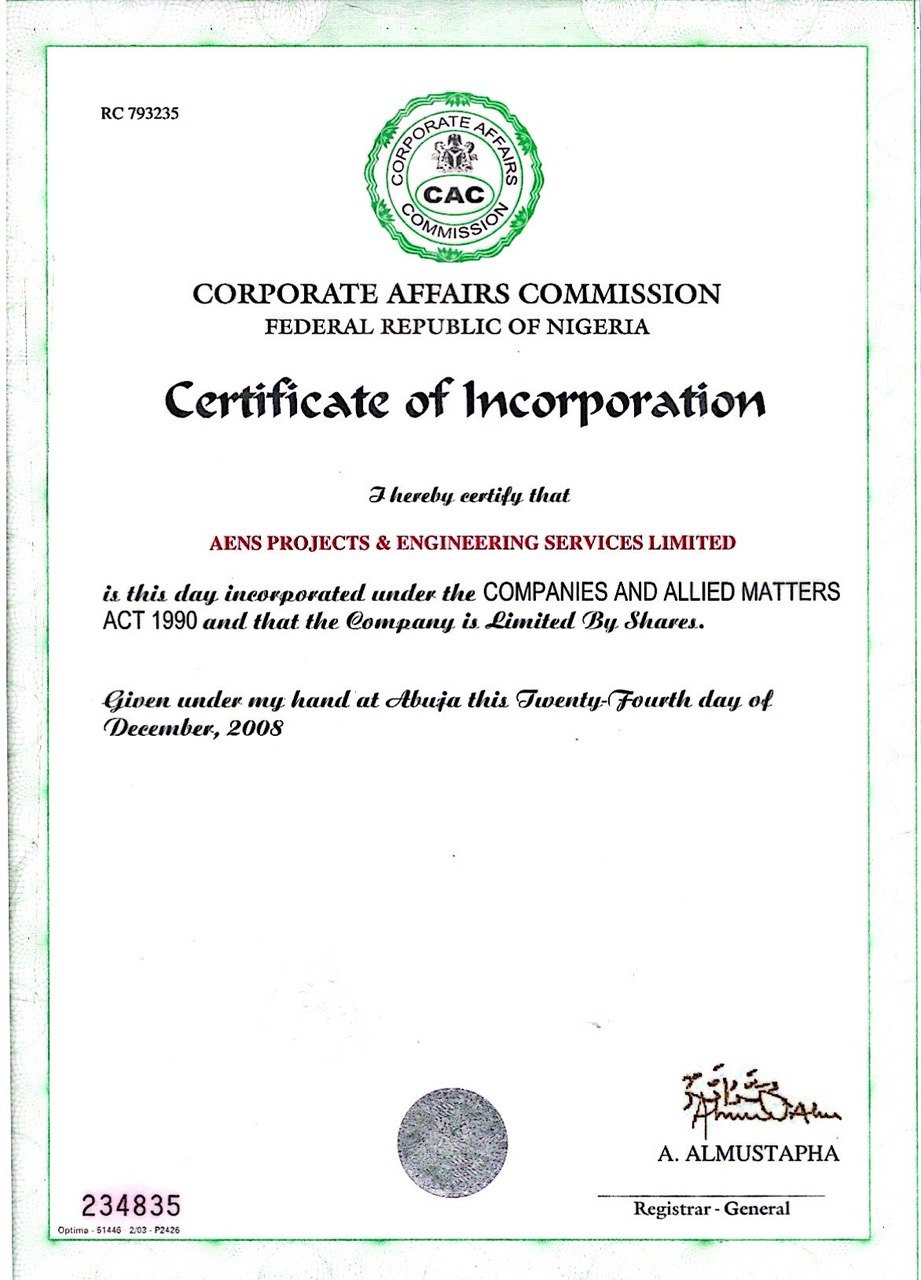 RC 793235
CORPORATE AFFAIRS
CAC
COMMISSION
CORPORATE AFFAIRS COMMISSION
FEDERAL REPUBLIC OF NIGERIA
Certificate of Incorporation
I hereby certify that
AENS PROJECTS & ENGINEERING SERVICES LIMITED
is this day incorporated under the COMPANIES AND ALLIED MATTERS
ACT 1990 and that the Company is Limited By Shares.
Given under my hand at Abuja this Twenty-Fourth day of
December, 2008
A. ALMUSTAPHA
Registrar - General
234835
Optima - 61446 2/03 - P2426